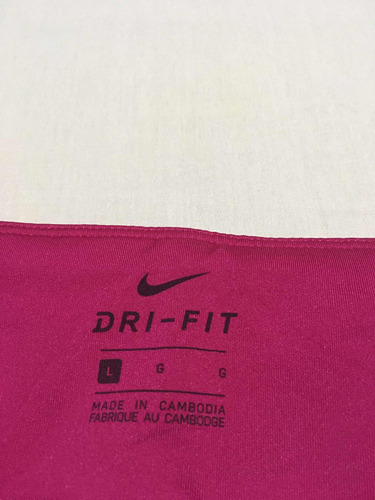 DRI-FIT
L G G
MADE IN CAMBODIA
FABRIQUE AU CAMBODGE